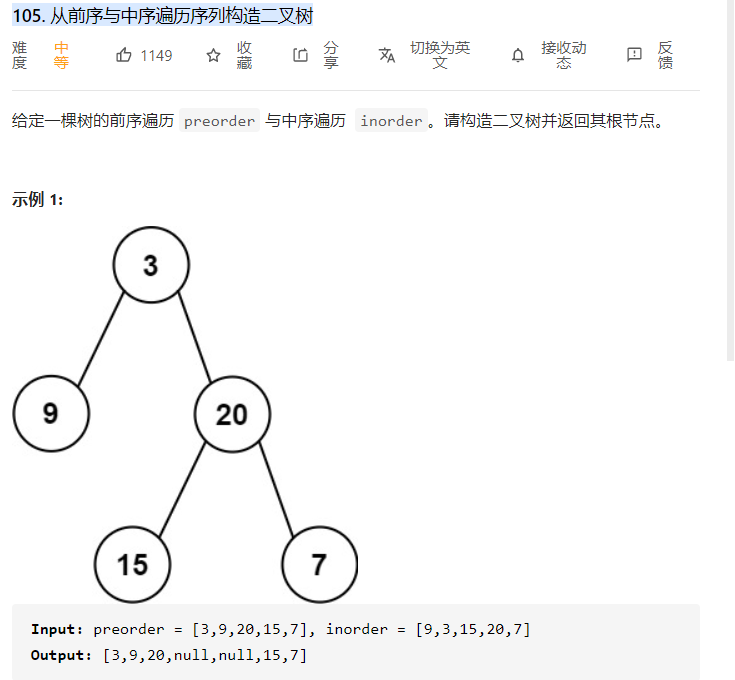 105. 从前序与中序遍历序列构造二叉树
难度 中等 1149 收藏 分享 切换为英文 接收动态 反馈
给定一棵树的前序遍历 preorder 与中序遍历 inorder。请构造二叉树并返回其根节点。
示例 1:
3
9 20
15 7
Input: preorder = [3,9,20,15,7], inorder = [9,3,15,20,7]
Output: [3,9,20,null,null,15,7]